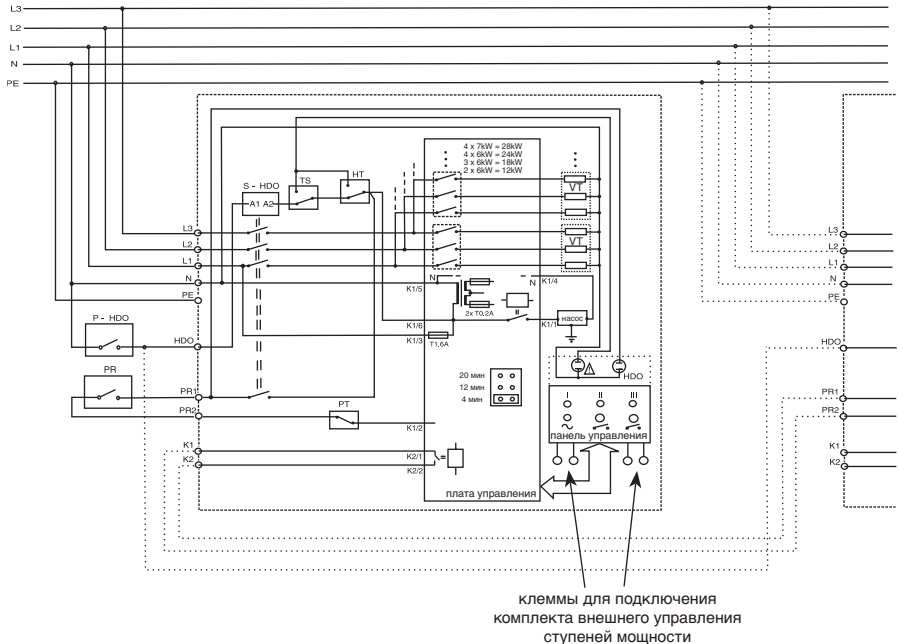 L3
L2
L1
N
PE
4 x 7kW = 28kW
4 x 6kW = 24kW
3 x 6kW = 18kW
2 x 6kW = 12kW
S - HDO
TS
HT
A1 A2
VT
L3
L2
L1
N
PE
VT
N
K1/5
2x T0,2A
N
K1/4
K1/6
K1/3
T1,6A
K1/1
насос
P - HDO
HDO
PR
PR1
PR2
PT
K1/2
20 мин
12 мин
4 мин
HDO
I
II
III
панель управления
K1
K2
K2/1
K2/2
плата управления
L3
L2
L1
N
PE
HDO
PR1
PR2
K1
K2
клеммы для подключения
комплекта внешнего управления
ступеней мощности